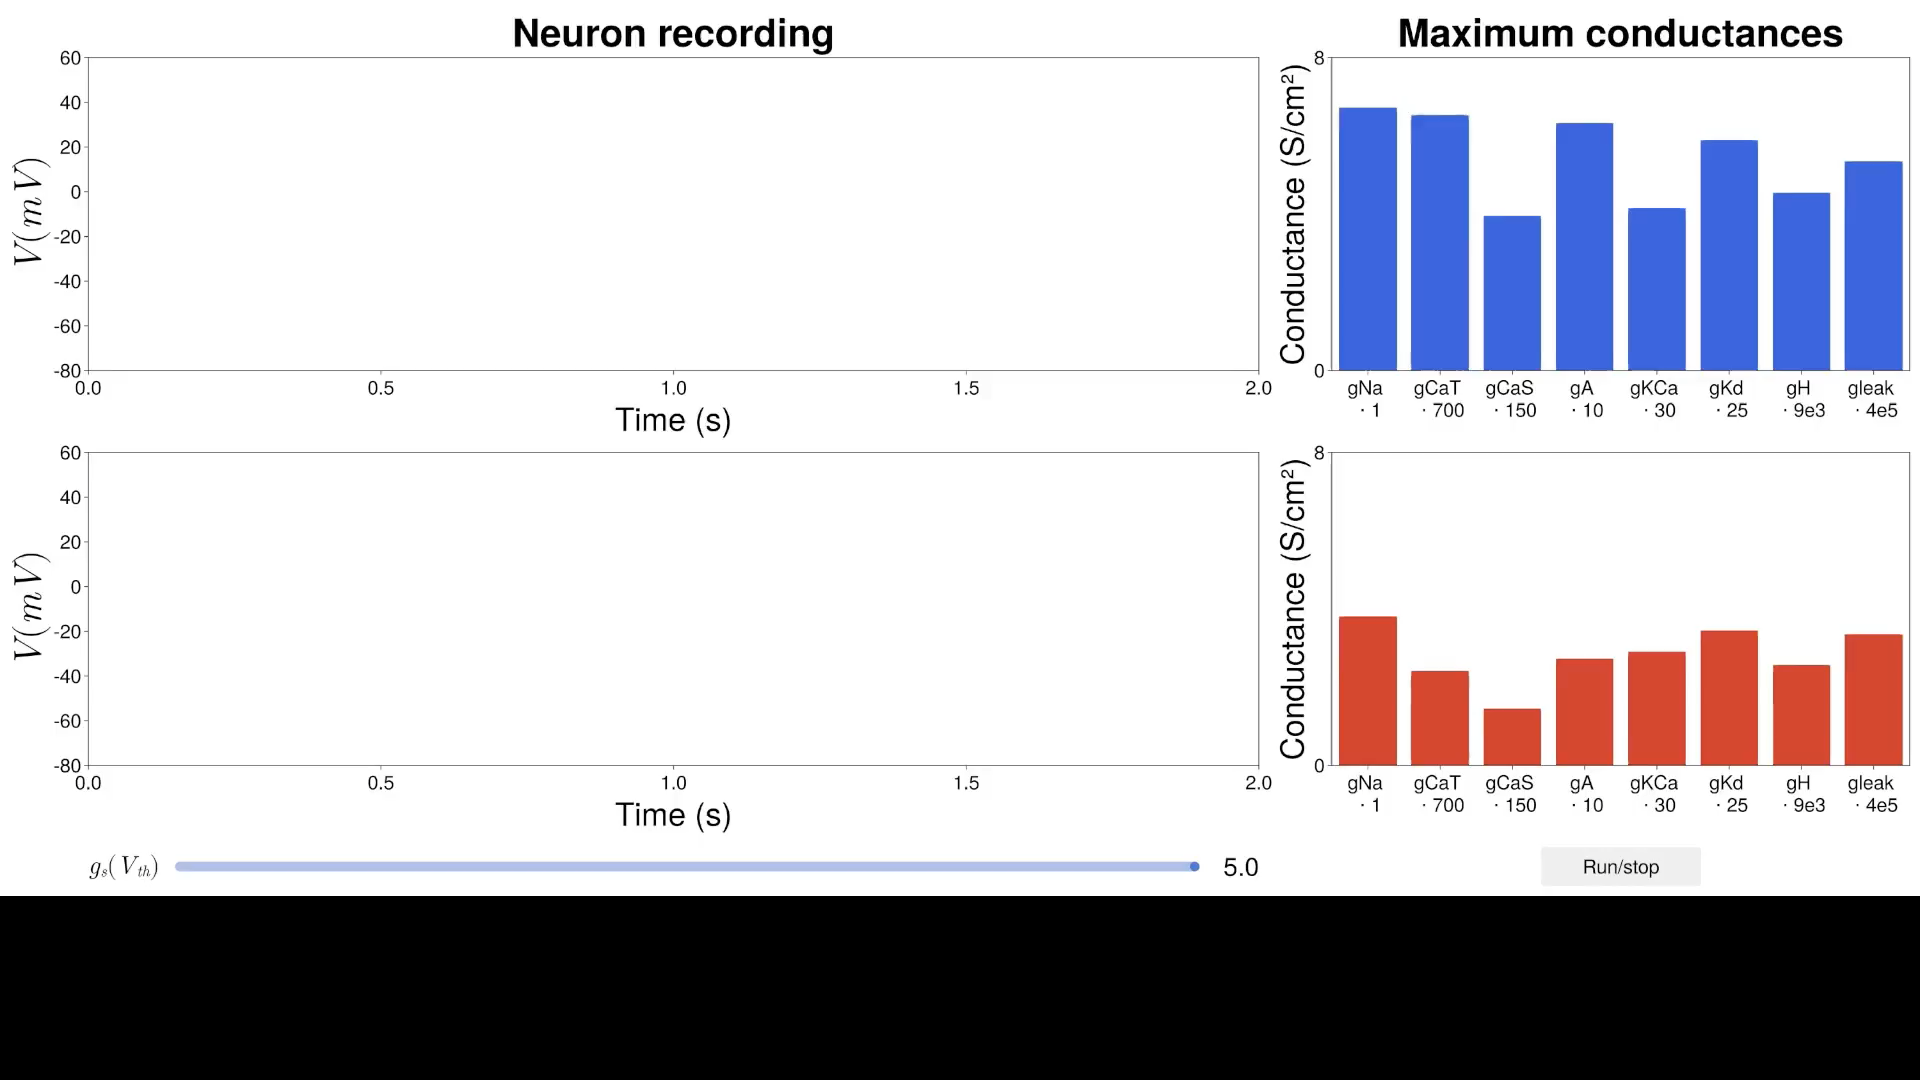 Neuron recording
Maximum conductances
60
40
20
0
-20
-40
-60
-80
V(mV)
0.0 0.5 1.0 1.5 2.0
Time (s)
8
0
Conductance (S/cm²)
gNa gCaT gCaS gA gKCa gKd gH gleak
· 1 · 700 · 150 · 10 · 30 · 25 · 9e3 · 4e5
60
40
20
0
-20
-40
-60
-80
V(mV)
0.0 0.5 1.0 1.5 2.0
Time (s)
8
0
Conductance (S/cm²)
gNa gCaT gCaS gA gKCa gKd gH gleak
· 1 · 700 · 150 · 10 · 30 · 25 · 9e3 · 4e5
gs(Vth) 5.0
Run/stop